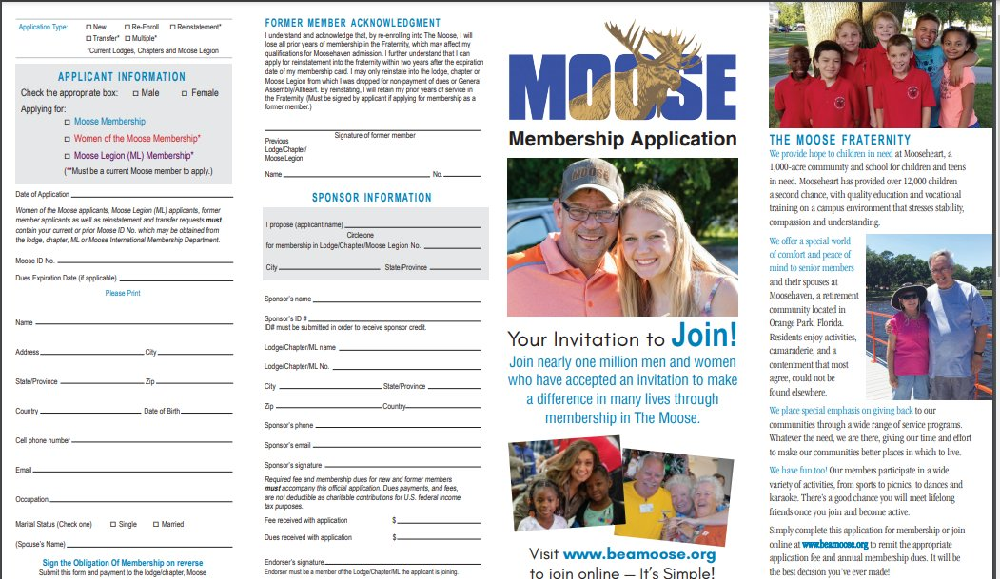 Application Type: ☐ New ☐ Re-Enroll ☐ Reinstatement*
☐ Transfer* ☐ Multiple*
*Current Lodges, Chapters and Moose Legion
APPLICANT INFORMATION
Check the appropriate box: ☐ Male ☐ Female
Applying for:
☐ Moose Membership
☐ Women of the Moose Membership*
☐ Moose Legion (ML) Membership*
(**Must be a current Moose member to apply.)
Date of Application
Women of the Moose applicants, Moose Legion (ML) applicants, former
member applicants as well as reinstatement and transfer requests must
contain your current or prior Moose ID No. which may be obtained from
the lodge, chapter, ML or Moose International Membership Department.
Moose ID No.
Dues Expiration Date (if applicable)
Please Print
Name
Address City
State/Province Zip
Country Date of Birth
Cell phone number
Email
Occupation
Marital Status (Check one) ☐ Single ☐ Married
(Spouse's Name)
Sign the Obligation Of Membership on reverse
Submit this form and payment to the lodge/chapter, Moose
FORMER MEMBER ACKNOWLEDGMENT
I understand and acknowledge that, by re-enrolling into The Moose, I will
lose all prior years of membership in the Fraternity, which may affect my
qualifications for Moosehaven admission. I further understand that I can
apply for reinstatement into the fraternity within two years after the expiration
date of my membership card. I may only reinstate into the lodge, chapter or
Moose Legion from which I was dropped for non-payment of dues or General
Assembly/Allheart. By reinstating, I will retain my prior years of service in
the Fraternity. (Must be signed by applicant if applying for membership as a
former member.)
Signature of former member
Previous
Lodge/Chapter/
Moose Legion
Name No.
SPONSOR INFORMATION
I propose (applicant name)
Circle one
for membership in Lodge/Chapter/Moose Legion No.
City State/Province
Sponsor's name
Sponsor's ID #
ID# must be submitted in order to receive sponsor credit.
Lodge/Chapter/ML name
Lodge/Chapter/ML No.
City State/Province
Zip Country
Sponsor's phone
Sponsor's email
Sponsor's signature
Required fee and membership dues for new and former members
must accompany this official application. Dues payments, and fees,
are not deductible as charitable contributions for U.S. federal income
tax purposes.
Fee received with application $
Dues received with application $
Endorser's signature
Endorser must be a member of the Lodge/Chapter/ML the applicant is joining.
MOOSE
Membership Application
MOOSE
Your Invitation to Join!
Join nearly one million men and women
who have accepted an invitation to make
a difference in many lives through
membership in The Moose.
Visit www.beamoose.org
to join online — It's Simple!
THE MOOSE FRATERNITY
We provide hope to children in need at Mooseheart, a
1,000-acre community and school for children and teens
in need. Mooseheart has provided over 12,000 children
a second chance, with quality education and vocational
training on a campus environment that stresses stability,
compassion and understanding.
We offer a special world
of comfort and peace of
mind to senior members
and their spouses at
Moosehaven, a retirement
community located in
Orange Park, Florida.
Residents enjoy activities,
camaraderie, and a
contentment that most
agree, could not be
found elsewhere.
We place special emphasis on giving back to our
communities through a wide range of service programs.
Whatever the need, we are there, giving our time and effort
to make our communities better places in which to live.
We have fun too! Our members participate in a wide
variety of activities, from sports to picnics, to dances and
karaoke. There's a good chance you will meet lifelong
friends once you join and become active.
Simply complete this application for membership or join
online at www.beamoose.org to remit the appropriate
application fee and annual membership dues. It will be
the best decision you've ever made!